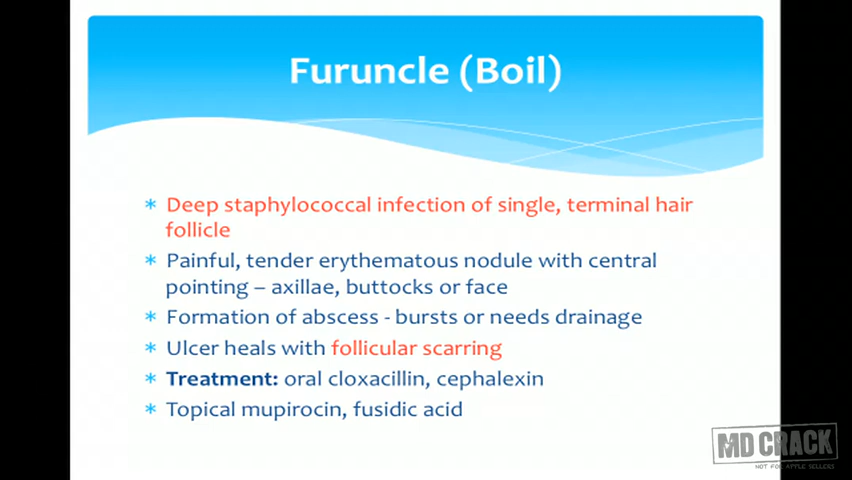 Furuncle (Boil)
* Deep staphylococcal infection of single, terminal hair
follicle
* Painful, tender erythematous nodule with central
pointing – axillae, buttocks or face
* Formation of abscess - bursts or needs drainage
* Ulcer heals with follicular scarring
* Treatment: oral cloxacillin, cephalexin
* Topical mupirocin, fusidic acid
MD CRACK
NOT FOR APPLE SELLERS